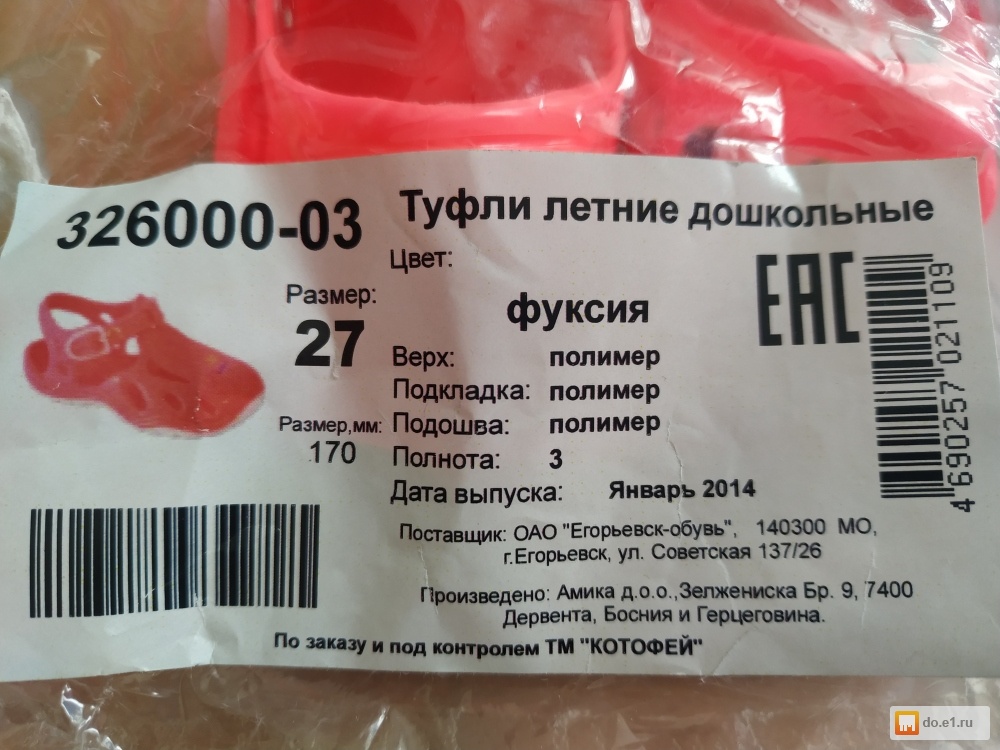 326000-03
Туфли летние дошкольные
Цвет:
фуксия
Размер:
27
Верх: полимер
Подкладка: полимер
Размер,мм:
170
Подошва: полимер
Полнота: 3
Дата выпуска: Январь 2014
EAC
4 690257 021109
Поставщик: ОАО "Егорьевск-обувь", 140300 МО,
г.Егорьевск, ул. Советская 137/26
Произведено: Амика д.о.о.,Зелжениска Бр. 9, 7400
Дервента, Босния и Герцеговина.
По заказу и под контролем ТМ "КОТОФЕЙ"
do.e1.ru